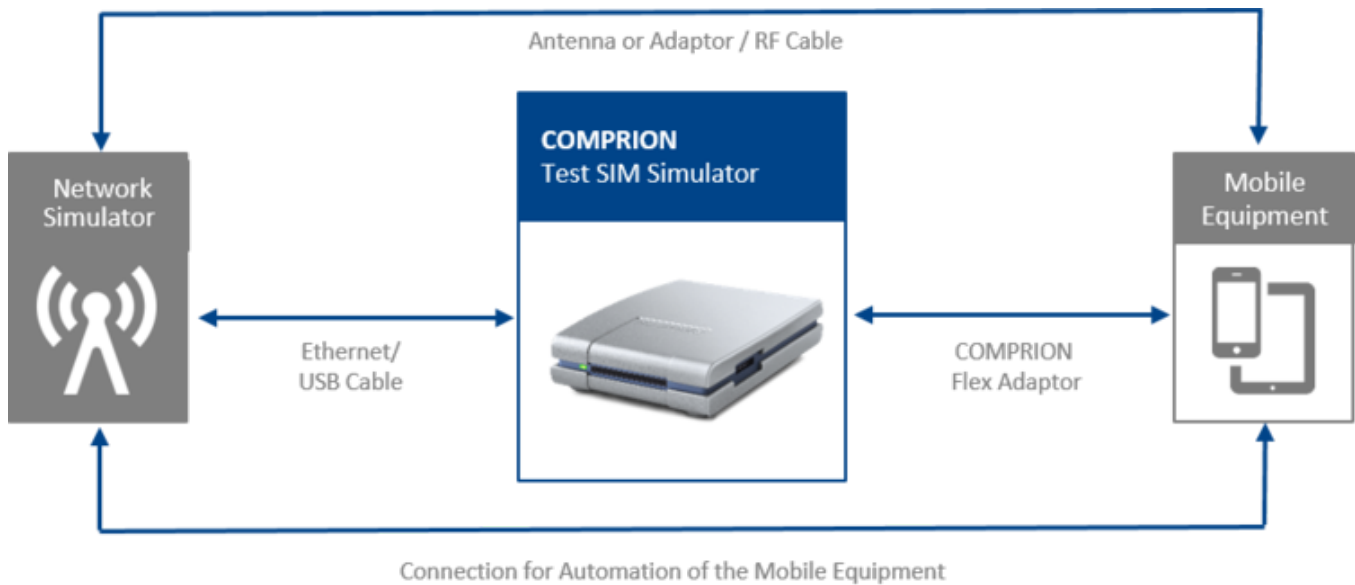 Antenna or Adaptor / RF Cable
COMPRION
Test SIM Simulator
Network
Simulator
Mobile
Equipment
Ethernet/
USB Cable
COMPRION
Flex Adaptor
Connection for Automation of the Mobile Equipment